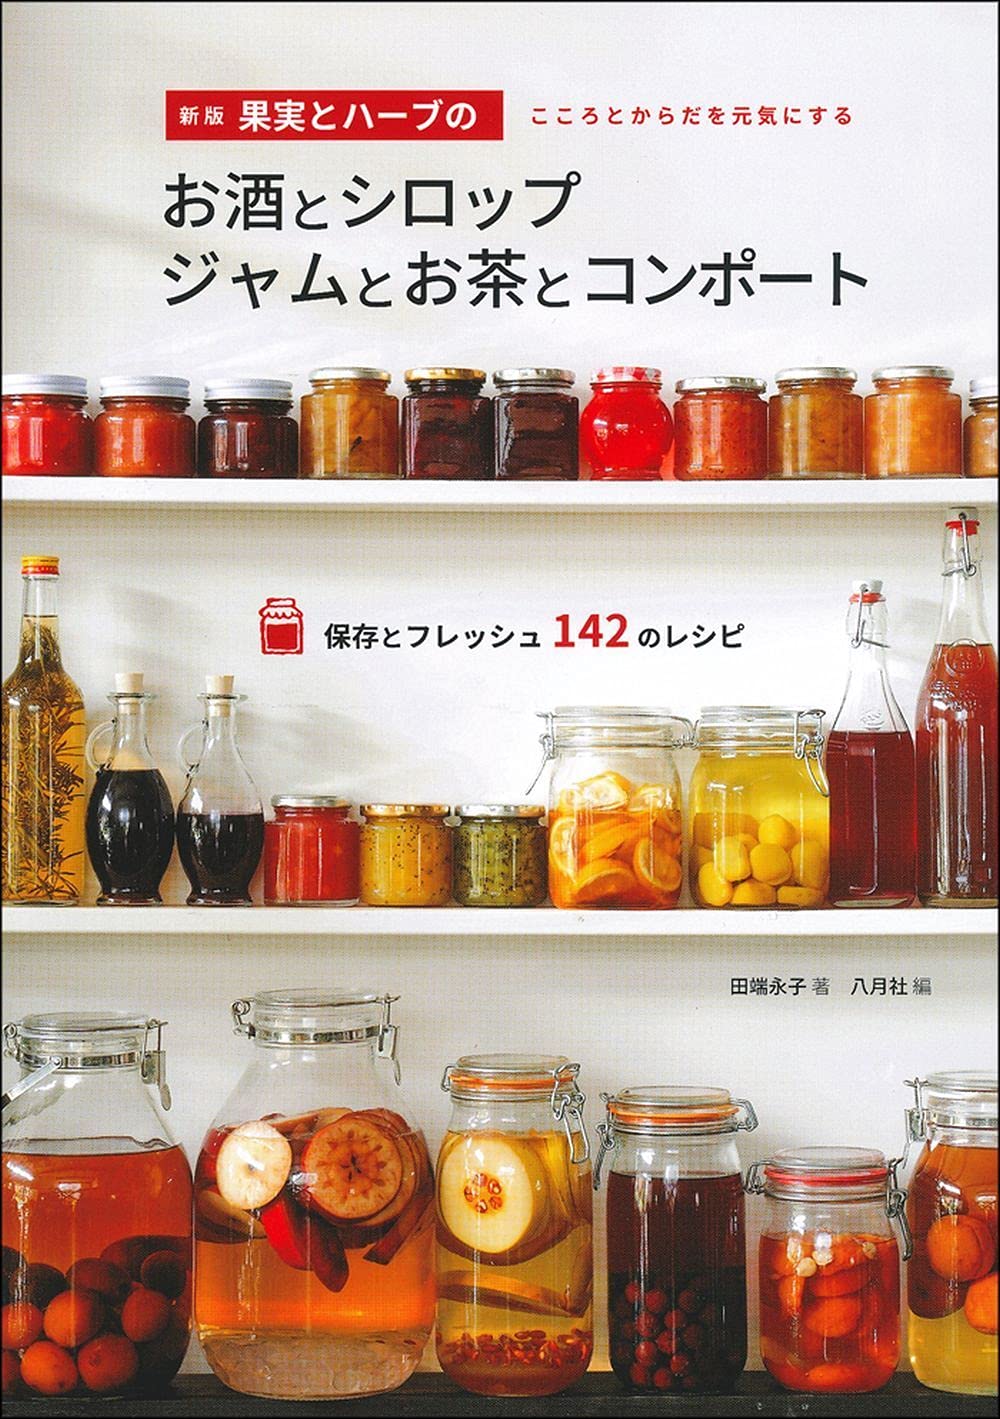 新版 果実とハーブの
こころとからだを元気にする
お酒とシロップ
ジャムとお茶とコンポート
保存とフレッシュ 142 のレシピ
田端永子 著 八月社 編